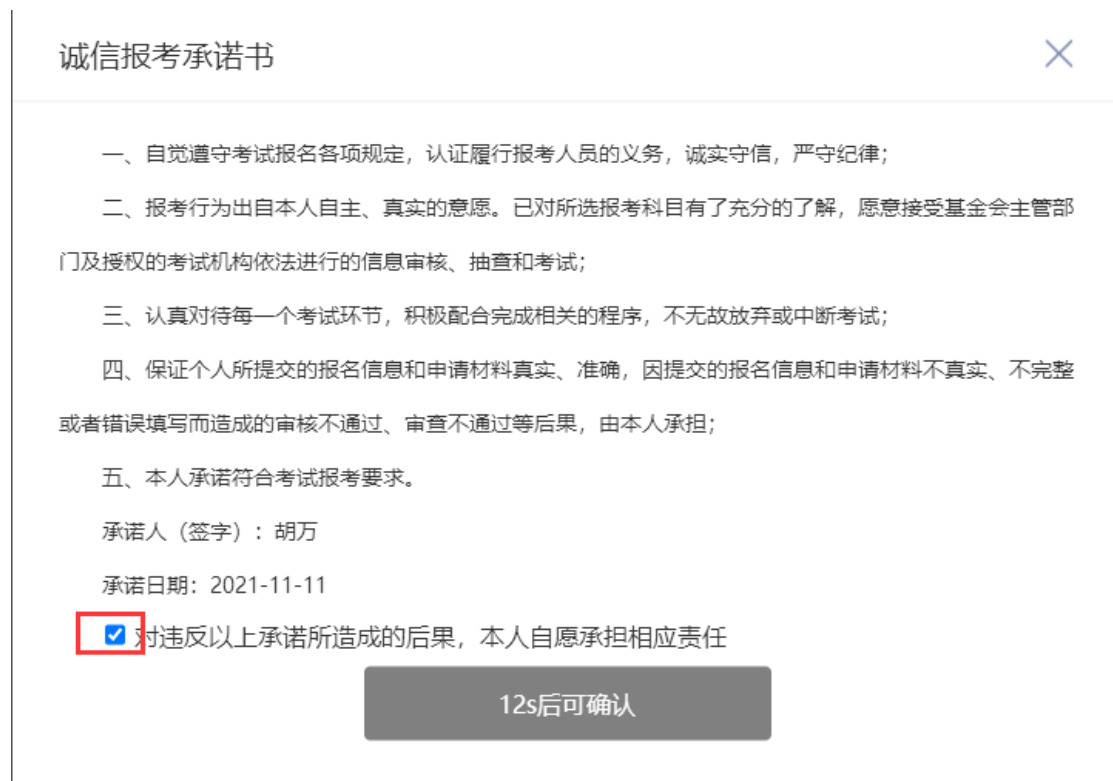 诚信报考承诺书
一、自觉遵守考试报名各项规定，认证履行报考人员的义务，诚实守信，严守纪律；
二、报考行为出自本人自主、真实的意愿。已对所选报考科目有了充分的了解，愿意接受基金会主管部
门及授权的考试机构依法进行的信息审核、抽查和考试；
三、认真对待每一个考试环节，积极配合完成相关的程序，不无故放弃或中断考试；
四、保证个人所提交的报名信息和申请材料真实、准确，因提交的报名信息和申请材料不真实、不完整
或者错误填写而造成的审核不通过、审查不通过等后果，由本人承担；
五、本人承诺符合考试报考要求。
承诺人（签字）：胡万
承诺日期：2021-11-11
对违反以上承诺所造成的后果，本人自愿承担相应责任
12s后可确认